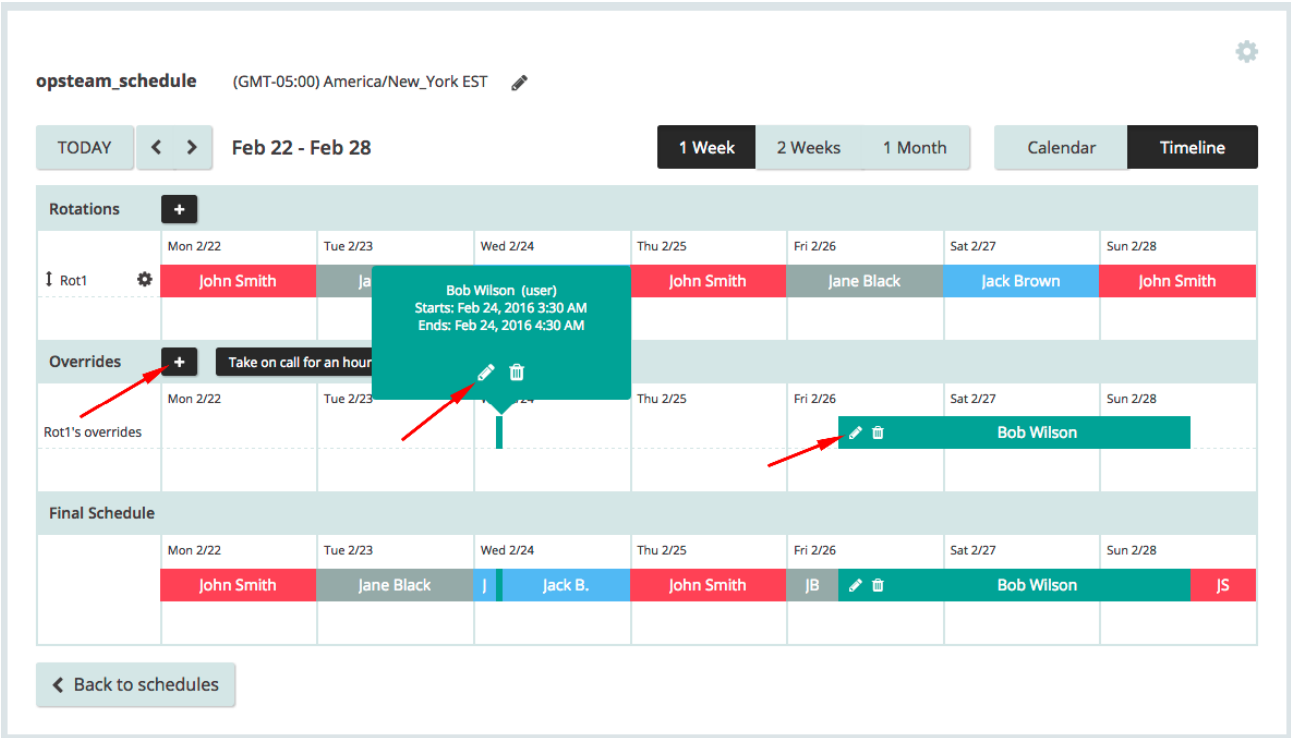 opsteam_schedule (GMT-05:00) America/New_York EST
TODAY Feb 22 - Feb 28 1 Week 2 Weeks 1 Month Calendar Timeline
Rotations +
Mon 2/22 Tue 2/23 Wed 2/24 Thu 2/25 Fri 2/26 Sat 2/27 Sun 2/28
Rot1 John Smith Ja John Smith Jane Black Jack Brown John Smith
Bob Wilson (user)
Starts: Feb 24, 2016 3:30 AM
Ends: Feb 24, 2016 4:30 AM
Overrides + Take on call for an hour
Mon 2/22 Tue 2/23 Thu 2/25 Fri 2/26 Sat 2/27 Sun 2/28
Rot1's overrides Bob Wilson
Final Schedule
Mon 2/22 Tue 2/23 Wed 2/24 Thu 2/25 Fri 2/26 Sat 2/27 Sun 2/28
John Smith Jane Black J Jack B. John Smith JB Bob Wilson JS
Back to schedules